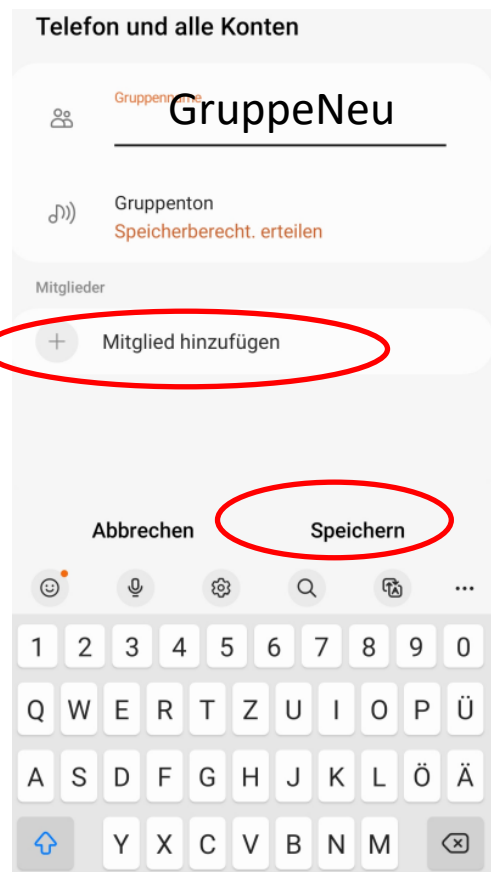 Telefon und alle Konten
Gruppenname
GruppeNeu
Gruppenton
Speicherberecht. erteilen
Mitglieder
Mitglied hinzufügen
Abbrechen Speichern
1 2 3 4 5 6 7 8 9 0
Q W E R T Z U I O P Ü
A S D F G H J K L Ö Ä
Y X C V B N M